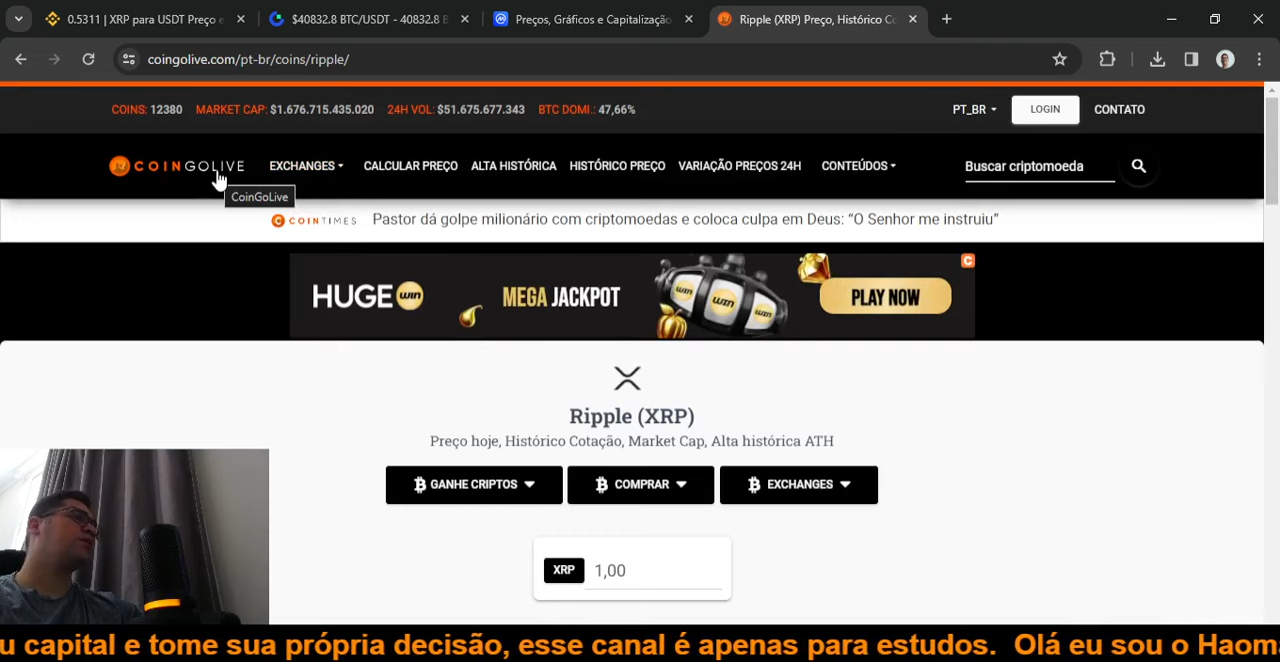 0.5311 | XRP para USDT Preço e
$40832.8 BTC/USDT - 40832.8 B
Preços, Gráficos e Capitalização
Ripple (XRP) Preço, Histórico Co
coingolive.com/pt-br/coins/ripple/
COINS: 12380 MARKET CAP: $1.676.715.435.020 24H VOL: $51.675.677.343 BTC DOMI.: 47,66%
PT_BR LOGIN CONTATO
COINGOLIVE EXCHANGES CALCULAR PREÇO ALTA HISTÓRICA HISTÓRICO PREÇO VARIAÇÃO PREÇOS 24H CONTEÚDOS Buscar criptomoeda
CoinGoLive
COINTIMES Pastor dá golpe milionário com criptomoedas e coloca culpa em Deus: “O Senhor me instruiu”
HUGE win MEGA JACKPOT win win win PLAY NOW
Ripple (XRP)
Preço hoje, Histórico Cotação, Market Cap, Alta histórica ATH
GANHE CRIPTOS COMPRAR EXCHANGES
XRP 1,00
u capital e tome sua própria decisão, esse canal é apenas para estudos. Olá eu sou o Haom